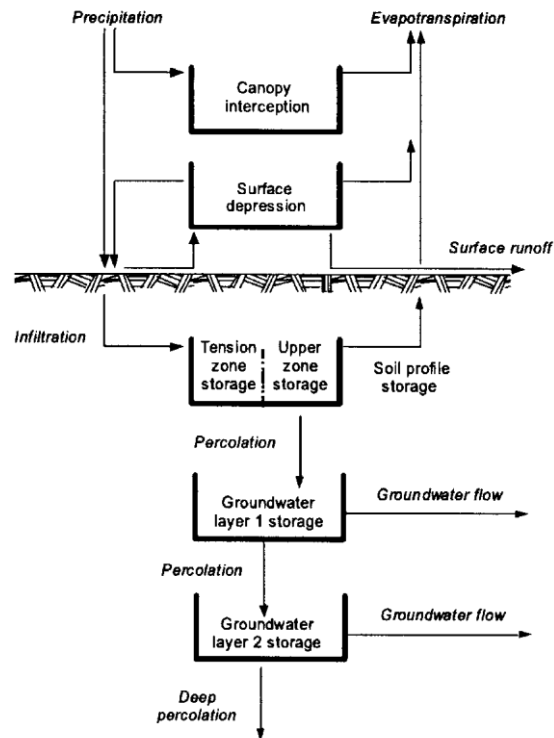 Precipitation
Evapotranspiration
Canopy
interception
Surface
depression
Surface runoff
Infiltration
Tension
zone
storage
Upper
zone
storage
Soil profile
storage
Percolation
Groundwater
layer 1 storage
Groundwater flow
Percolation
Groundwater
layer 2 storage
Groundwater flow
Deep
percolation